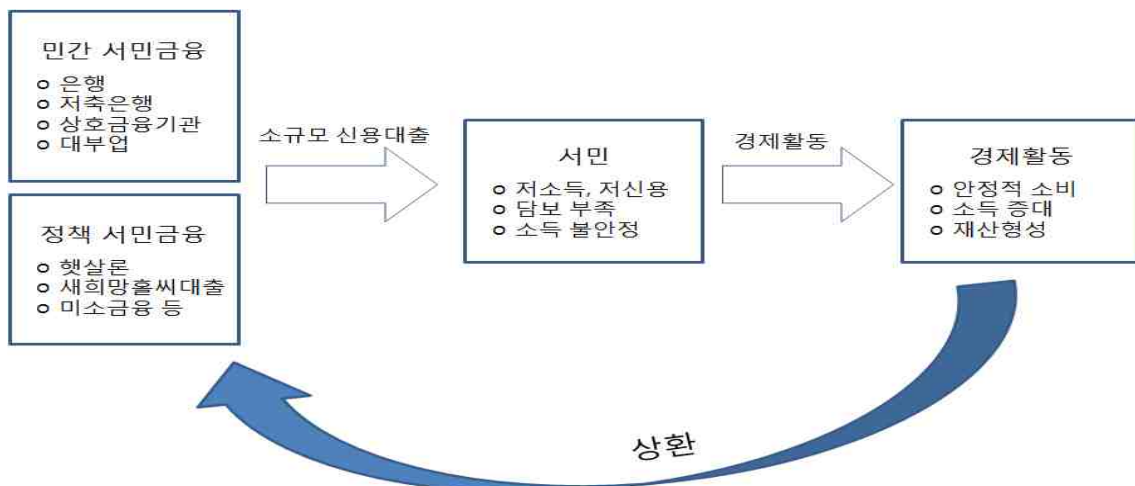 민간 서민금융
o 은행
o 저축은행
o 상호금융기관
o 대부업
정책 서민금융
o 햇살론
o 새희망홀씨대출
o 미소금융 등
소규모 신용대출
서민
o 저소득, 저신용
o 담보 부족
o 소득 불안정
경제활동
경제활동
o 안정적 소비
o 소득 증대
o 재산형성
상환